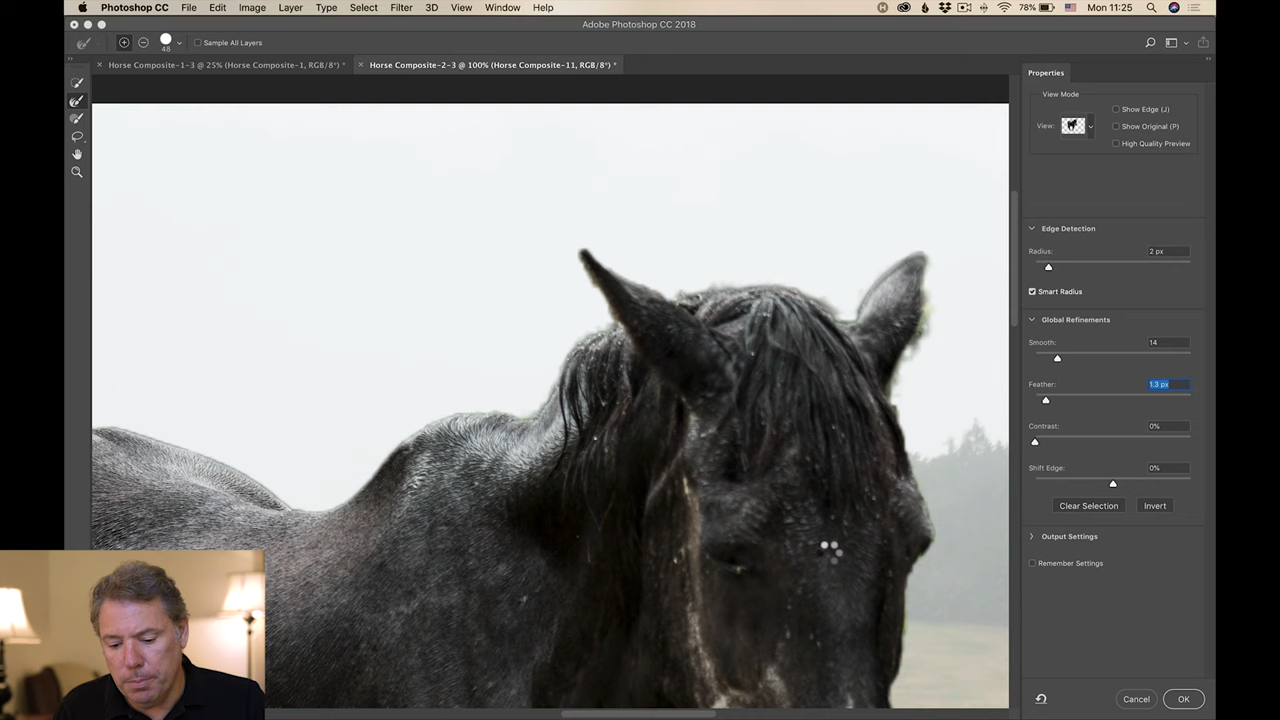 Photoshop CC File Edit Image Layer Type Select Filter 3D View Window Help 78% Mon 11:25
Adobe Photoshop CC 2018
48 Sample All Layers
Horse Composite-1-3 @ 25% (Horse Composite-1, RGB/8*) * Horse Composite-2-3 @ 100% (Horse Composite-11, RGB/8*) *
Properties
View Mode
View:
Show Edge (J)
Show Original (P)
High Quality Preview
Edge Detection
Radius: 2 px
Smart Radius
Global Refinements
Smooth: 14
Feather: 1.3 px
Contrast: 0%
Shift Edge: 0%
Clear Selection Invert
Output Settings
Remember Settings
Cancel OK